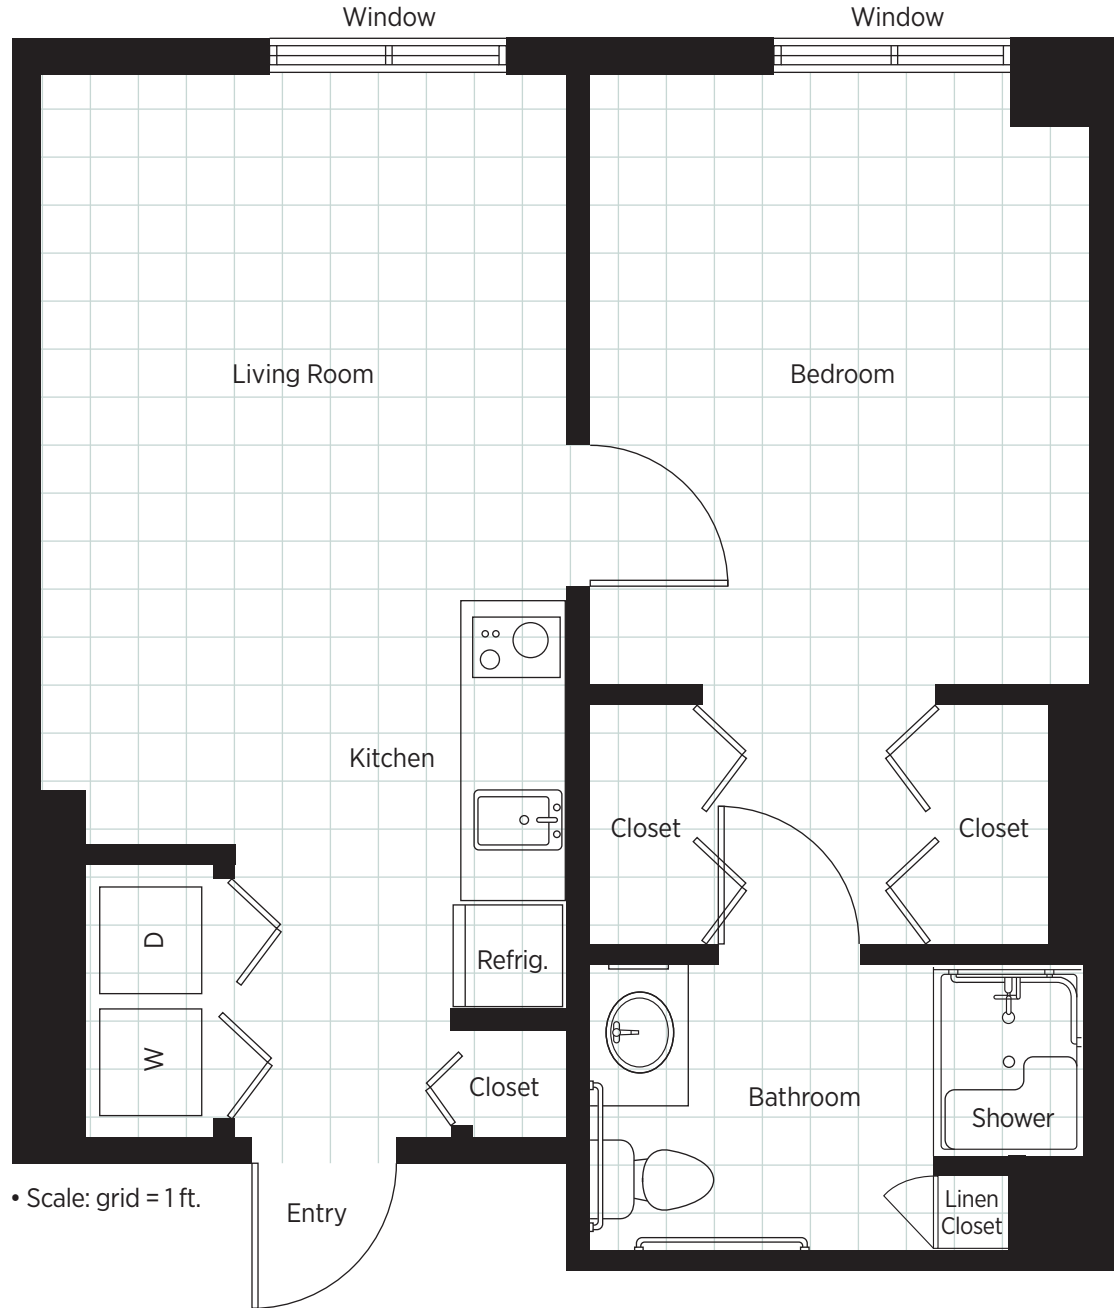 Window
Window
Living Room
Bedroom
Kitchen
Closet
Closet
D
Refrig.
W
Closet
Bathroom
Shower
• Scale: grid = 1 ft.
Entry
Linen
Closet